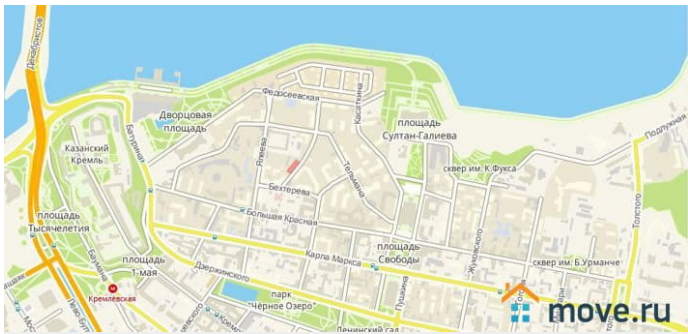 Декабристов
Федосеевская
Касаткина
Дворцовая
площадь
площадь
Султан-Галиева
Подлужная
Батурина
Казанский
Кремль
Ялеева
Тельмана
сквер им. К.Фукса
Бехтерева
Большая Красная
Толстого
площадь
Тысячелетия
Баумана
площадь
1-мая
Карла Маркса
площадь
Свободы
Жуковского
сквер им. Б.Урманче
Дзержинского
Кремлёвская
парк
"Чёрное Озеро"
Пушкина
Ленинский сад
move.ru